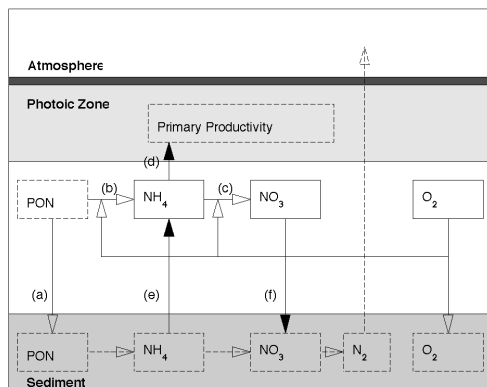 Atmosphere
Photoic Zone
Primary Productivity
(d)
(b)
(c)
PON
NH₄
NO₃
O₂
(a)
(e)
(f)
PON
NH₄
NO₃
N₂
O₂
Sediment